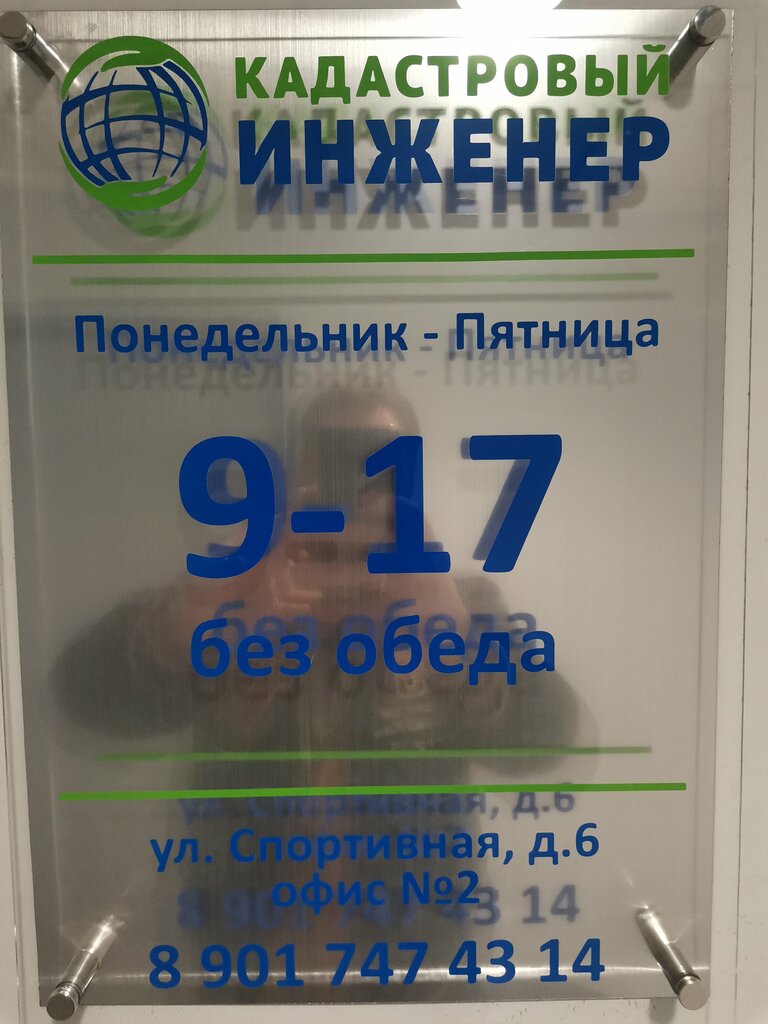 КАДАСТРОВЫЙ
ИНЖЕНЕР
Понедельник - Пятница
9-17
без обеда
ул. Спортивная, д.6
офис №2
8 901 747 43 14